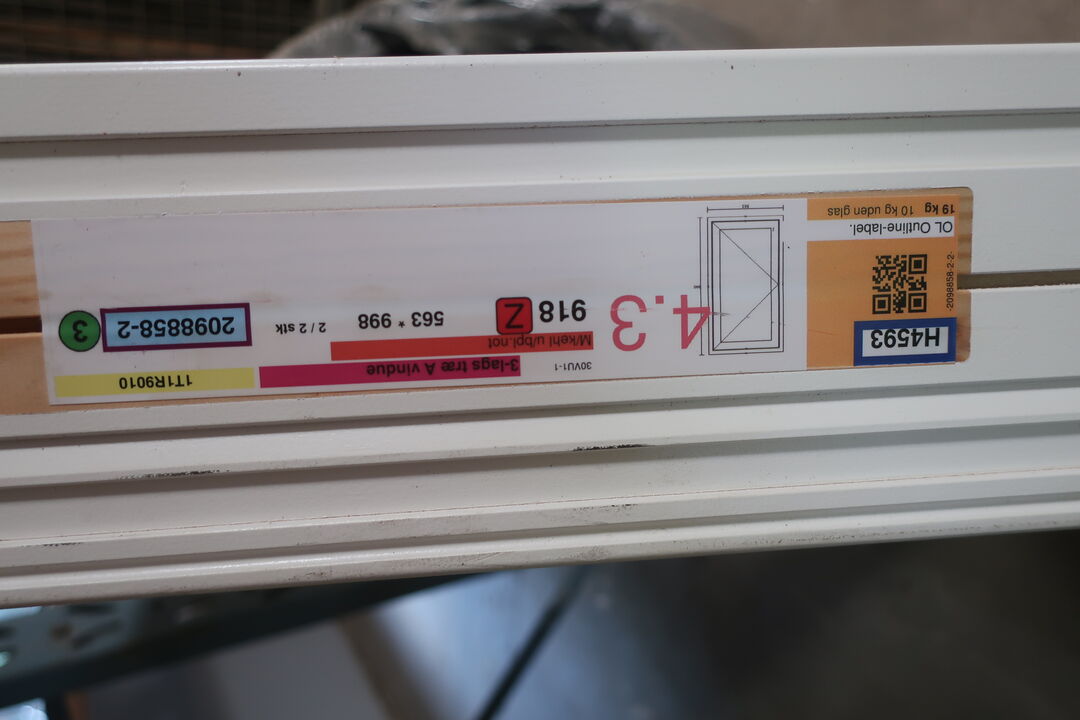 H4593
-2098858-2-2-
OL Outline-label.
19 kg 10 kg uden glas
4.3
30VU1-1 3-lags træ A vindue 1T1R9010
M/kehl u/bpl.not
918 Z 563 * 998 2 / 2 stk 2098858-2 3